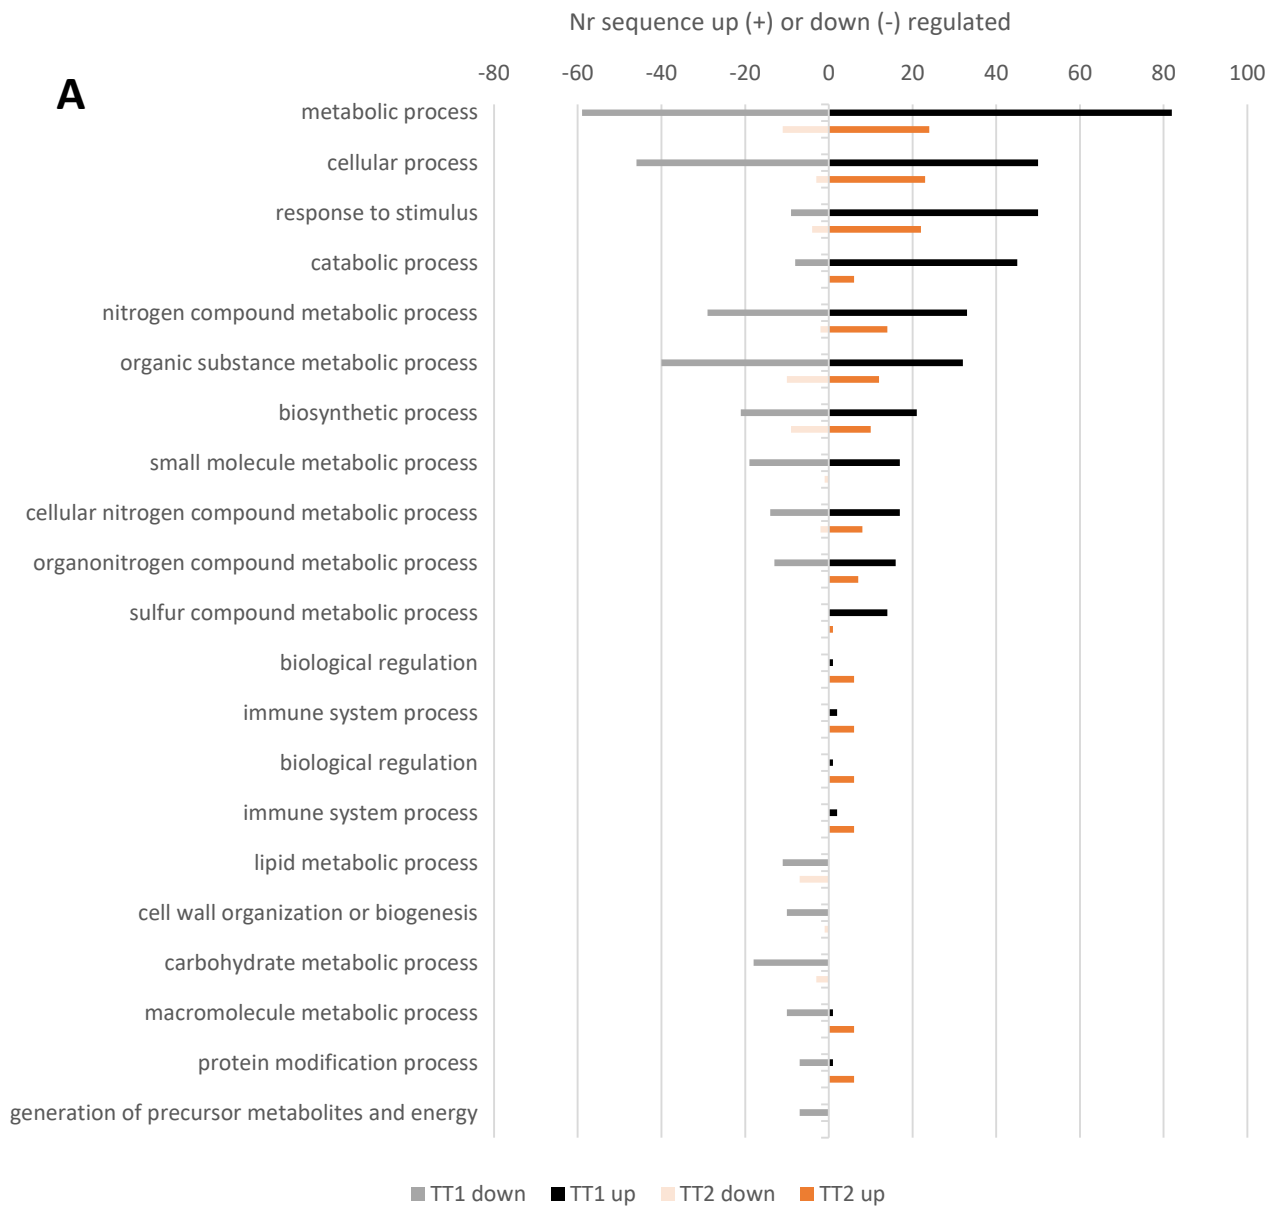 Nr sequence up (+) or down (-) regulated
-80 -60 -40 -20 0 20 40 60 80 100
A
metabolic process
cellular process
response to stimulus
catabolic process
nitrogen compound metabolic process
organic substance metabolic process
biosynthetic process
small molecule metabolic process
cellular nitrogen compound metabolic process
organonitrogen compound metabolic process
sulfur compound metabolic process
biological regulation
immune system process
biological regulation
immune system process
lipid metabolic process
cell wall organization or biogenesis
carbohydrate metabolic process
macromolecule metabolic process
protein modification process
generation of precursor metabolites and energy
TT1 down TT1 up TT2 down TT2 up